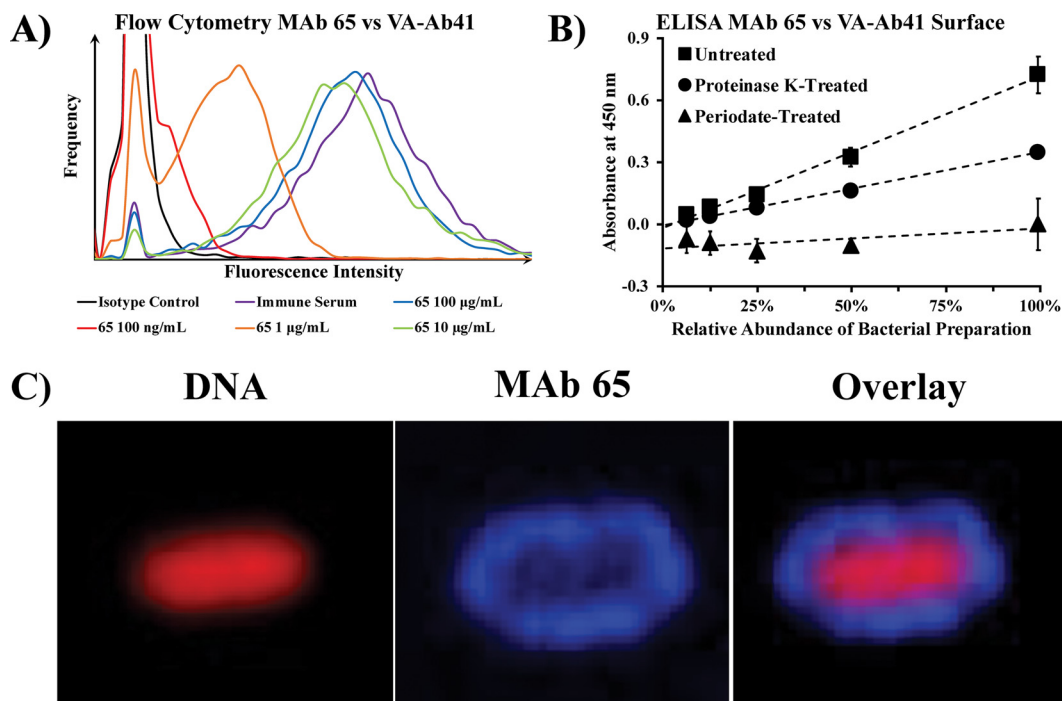 A)
Flow Cytometry MAb 65 vs VA-Ab41
Frequency
Fluorescence Intensity
Isotype Control
Immune Serum
65 100 µg/mL
65 100 ng/mL
65 1 µg/mL
65 10 µg/mL
B)
ELISA MAb 65 vs VA-Ab41 Surface
Untreated
Proteinase K-Treated
Periodate-Treated
Absorbance at 450 nm
0.9
0.6
0.3
0.0
-0.3
0%
25%
50%
75%
100%
Relative Abundance of Bacterial Preparation
C)
DNA
MAb 65
Overlay